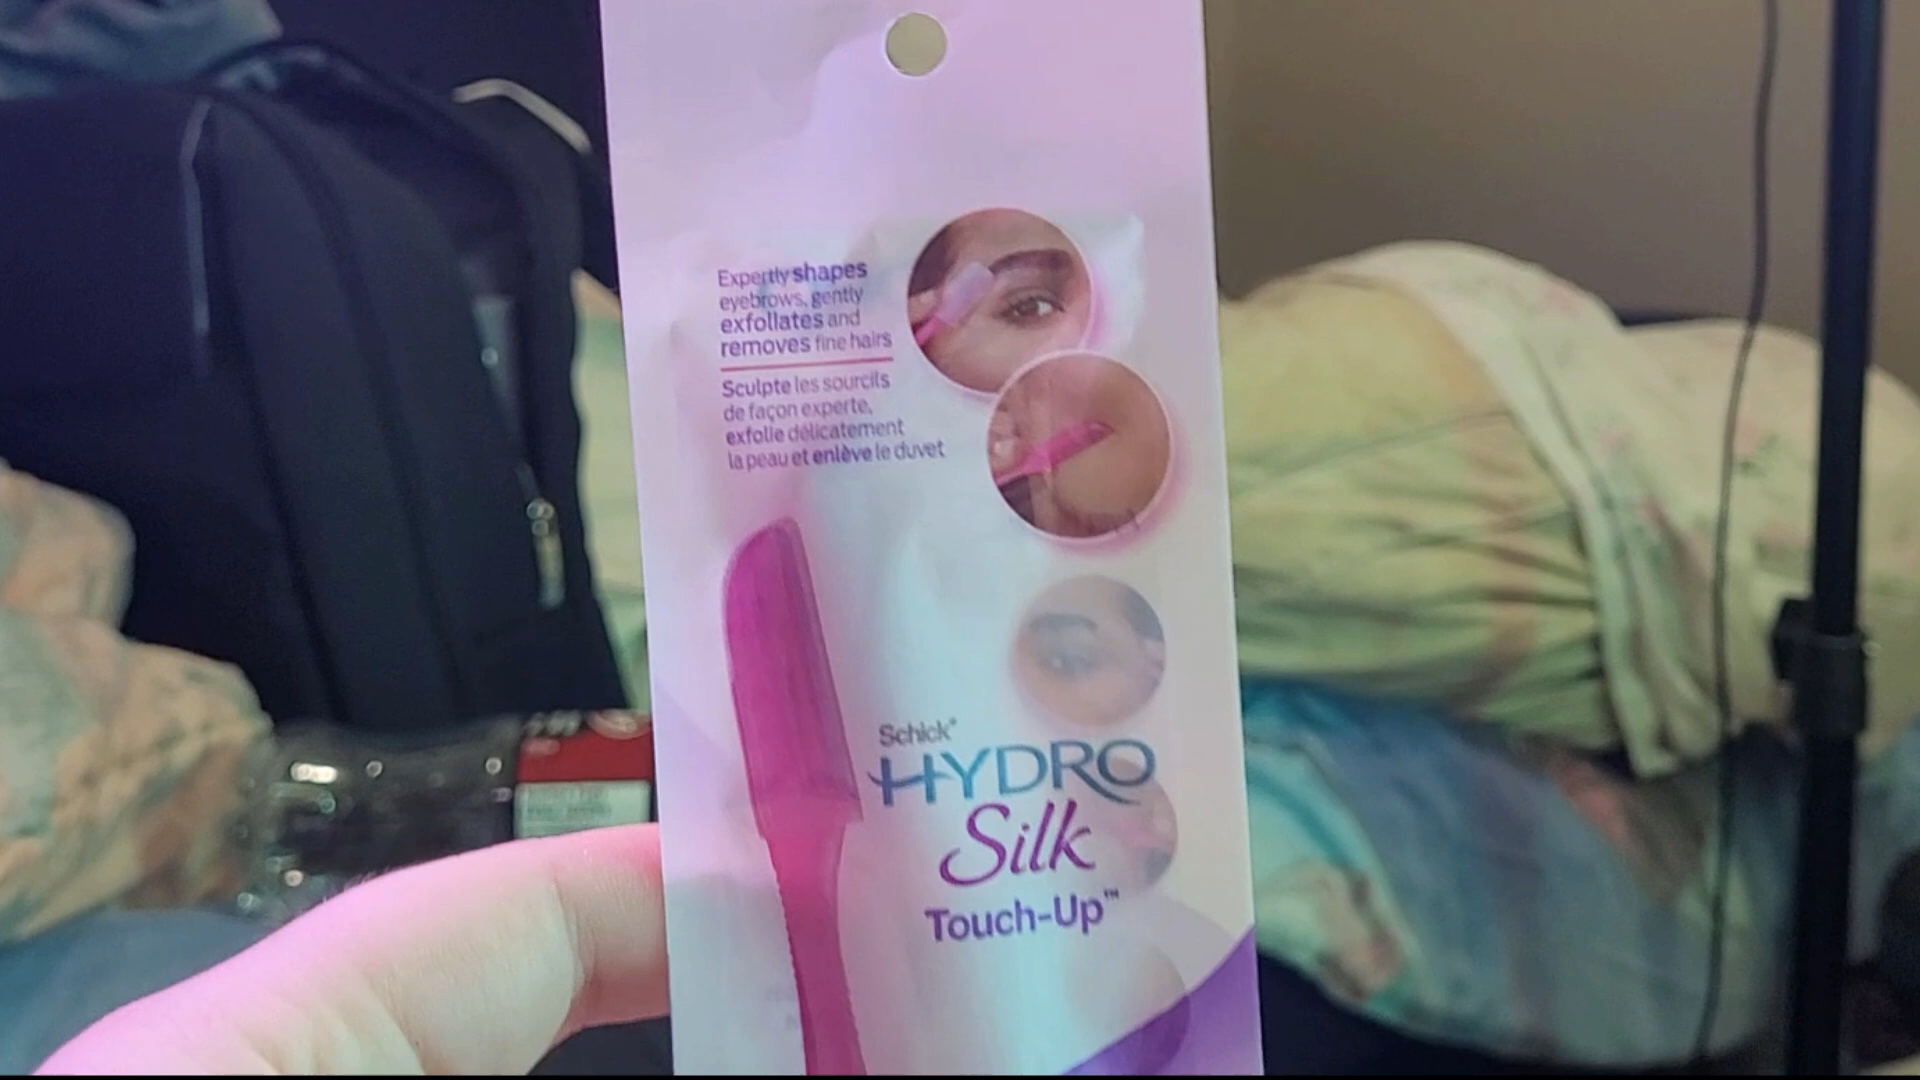 Expertly shapes
eyebrows, gently
exfoliates and
removes fine hairs
Sculpte les sourcils
de façon experte,
exfolie délicatement
la peau et enlève le duvet
Schick®
HYDRO
Silk
Touch-Up™